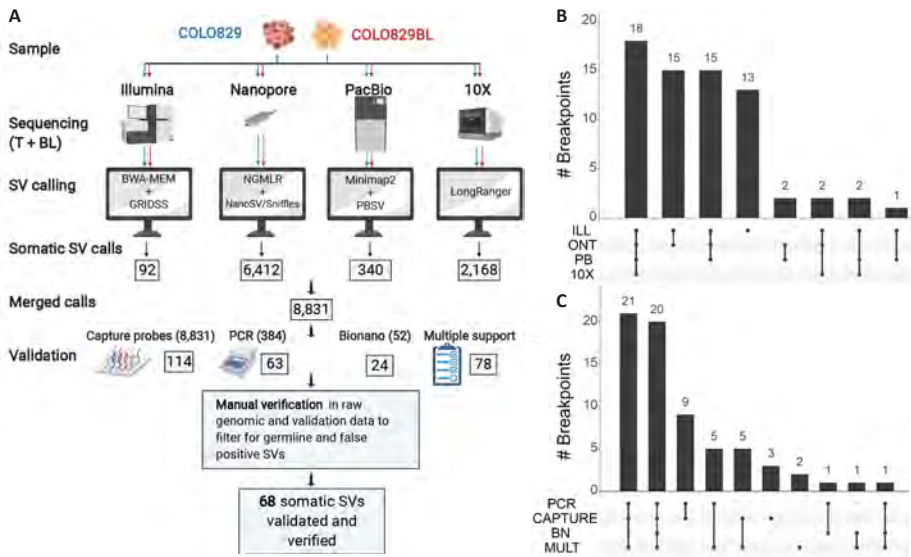 A
COLO829
COLO829BL
Sample
Illumina
Nanopore
PacBio
10X
Sequencing
(T + BL)
SV calling
BWA-MEM
+
GRIDSS
NGMLR
+
NanoSV/Sniffles
Minimap2
+
PBSV
LongRanger
Somatic SV calls
92
6,412
340
2,168
Merged calls
8,831
Validation
Capture probes (8,831)
114
PCR (384)
63
Bionano (52)
24
Multiple support
78
Manual verification in raw
genomic and validation data to
filter for germline and false
positive SVs
68 somatic SVs
validated and
verified
B
# Breakpoints
20
15
10
5
0
18
15
15
13
2
2
2
1
ILL
ONT
PB
10X
C
# Breakpoints
20
15
10
5
0
21
20
9
5
5
3
2
1
1
1
PCR
CAPTURE
BN
MULT